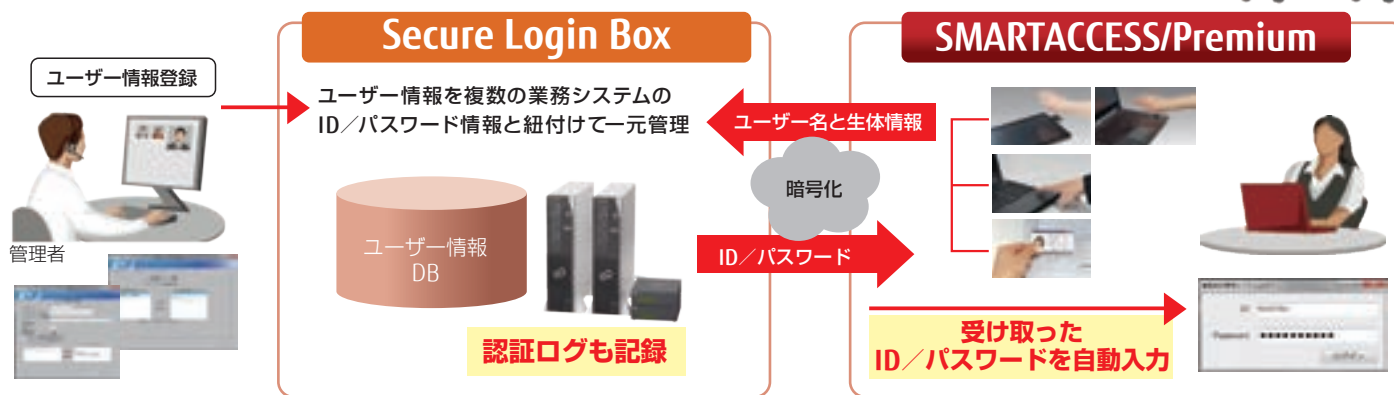 Secure Login Box
SMARTACCESS/Premium
ユーザー情報登録
ユーザー情報を複数の業務システムの
ID／パスワード情報と紐付けて一元管理
ユーザー名と生体情報
暗号化
管理者
ユーザー情報
DB
ID／パスワード
認証ログも記録
受け取った
ID／パスワードを自動入力
ID
Password